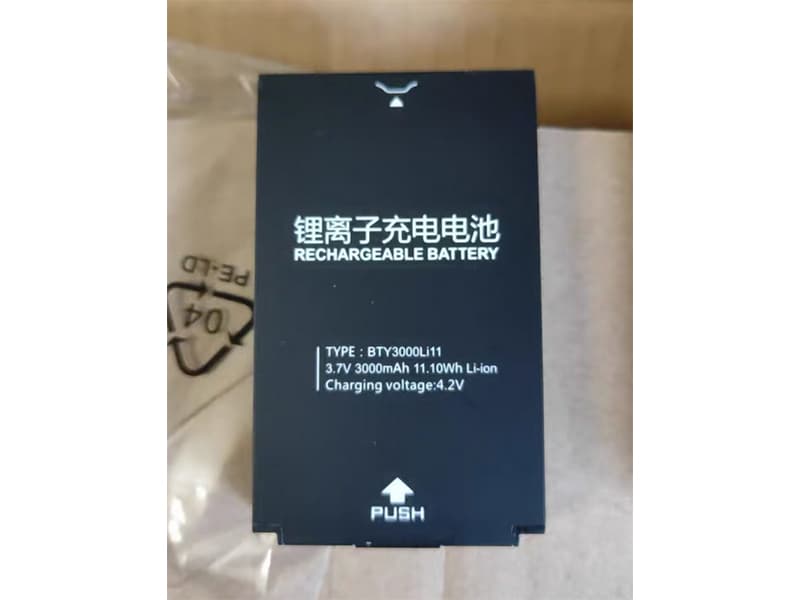 锂离子充电电池
RECHARGEABLE BATTERY
TYPE：BTY3000Li11
3.7V 3000mAh 11.10Wh Li-ion
Charging voltage:4.2V
PUSH
04
PE-LD